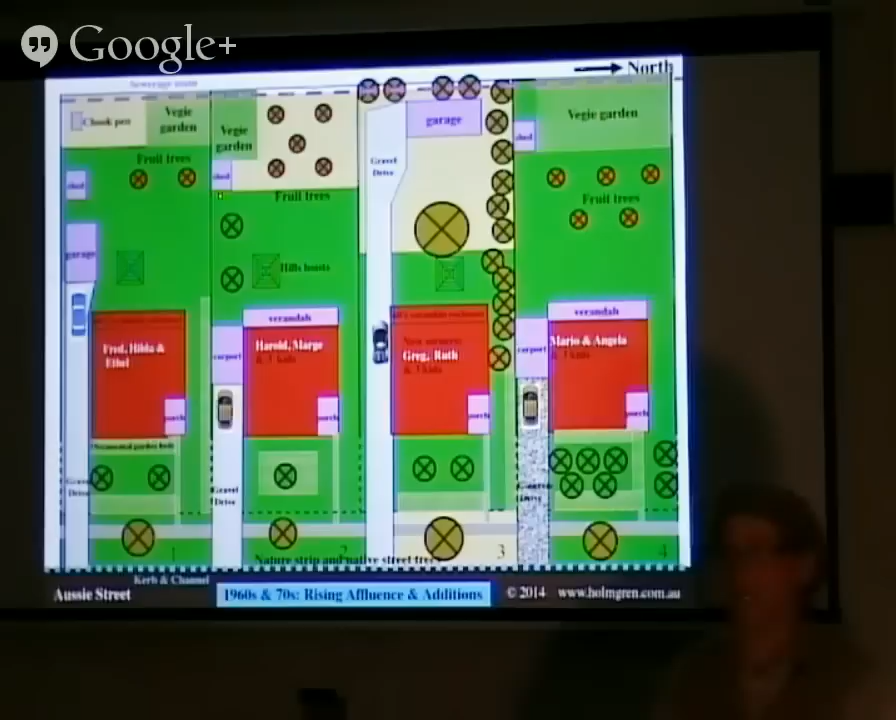 Google+
North
Sewerage main
Chook pen
Vegie
garden
Vegie
garden
garage
Vegie garden
shed
Fruit trees
Gravel
Drive
shed
shed
Fruit trees
Fruit trees
garage
Hills hoists
verandah
verandah
Fred, Hilda &
Ethel
carport
Harold, Marge
& 3 kids
New owners:
Greg, Ruth
& 3 kids
carport
Mario & Angela
& 3 kids
porch
porch
porch
porch
Ornamental garden beds
Gravel
Drive
Gravel
Drive
Drive
1
2
3
4
Nature strip and native street trees
Kerb & Channel
Aussie Street
1960s & 70s: Rising Affluence & Additions
© 2014 www.holmgren.com.au